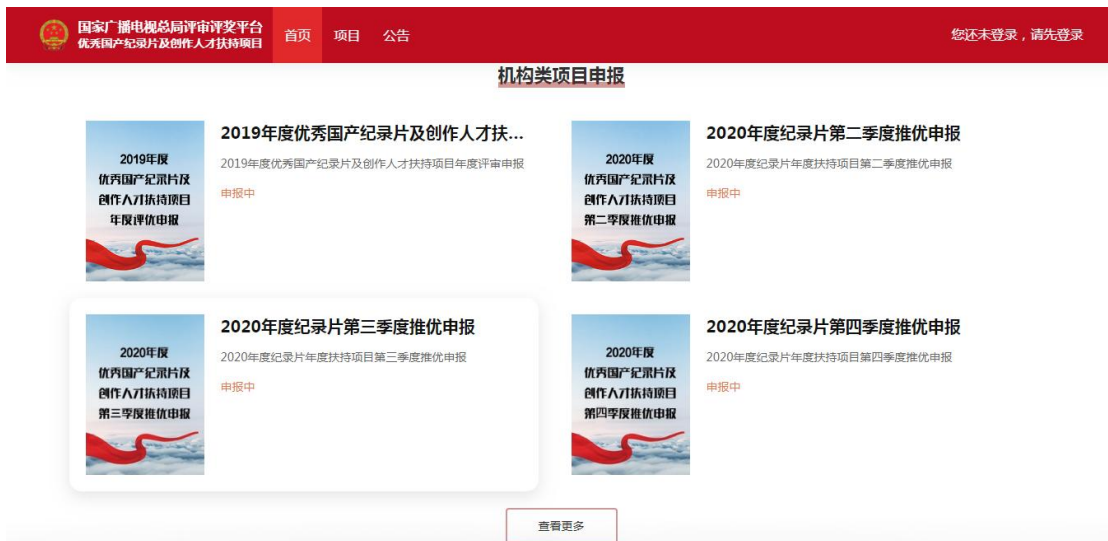 国家广播电视总局评审评奖平台
优秀国产纪录片及创作人才扶持项目
首页 项目 公告
您还未登录，请先登录
机构类项目申报
2019年度
优秀国产纪录片及
创作人才扶持项目
年度评优申报
2019年度优秀国产纪录片及创作人才扶...
2019年度优秀国产纪录片及创作人才扶持项目年度评审申报
申报中
2020年度
优秀国产纪录片及
创作人才扶持项目
第二季度推优申报
2020年度纪录片第二季度推优申报
2020年度纪录片年度扶持项目第二季度推优申报
申报中
2020年度
优秀国产纪录片及
创作人才扶持项目
第三季度推优申报
2020年度纪录片第三季度推优申报
2020年度纪录片年度扶持项目第三季度推优申报
申报中
2020年度
优秀国产纪录片及
创作人才扶持项目
第四季度推优申报
2020年度纪录片第四季度推优申报
2020年度纪录片年度扶持项目第四季度推优申报
申报中
查看更多